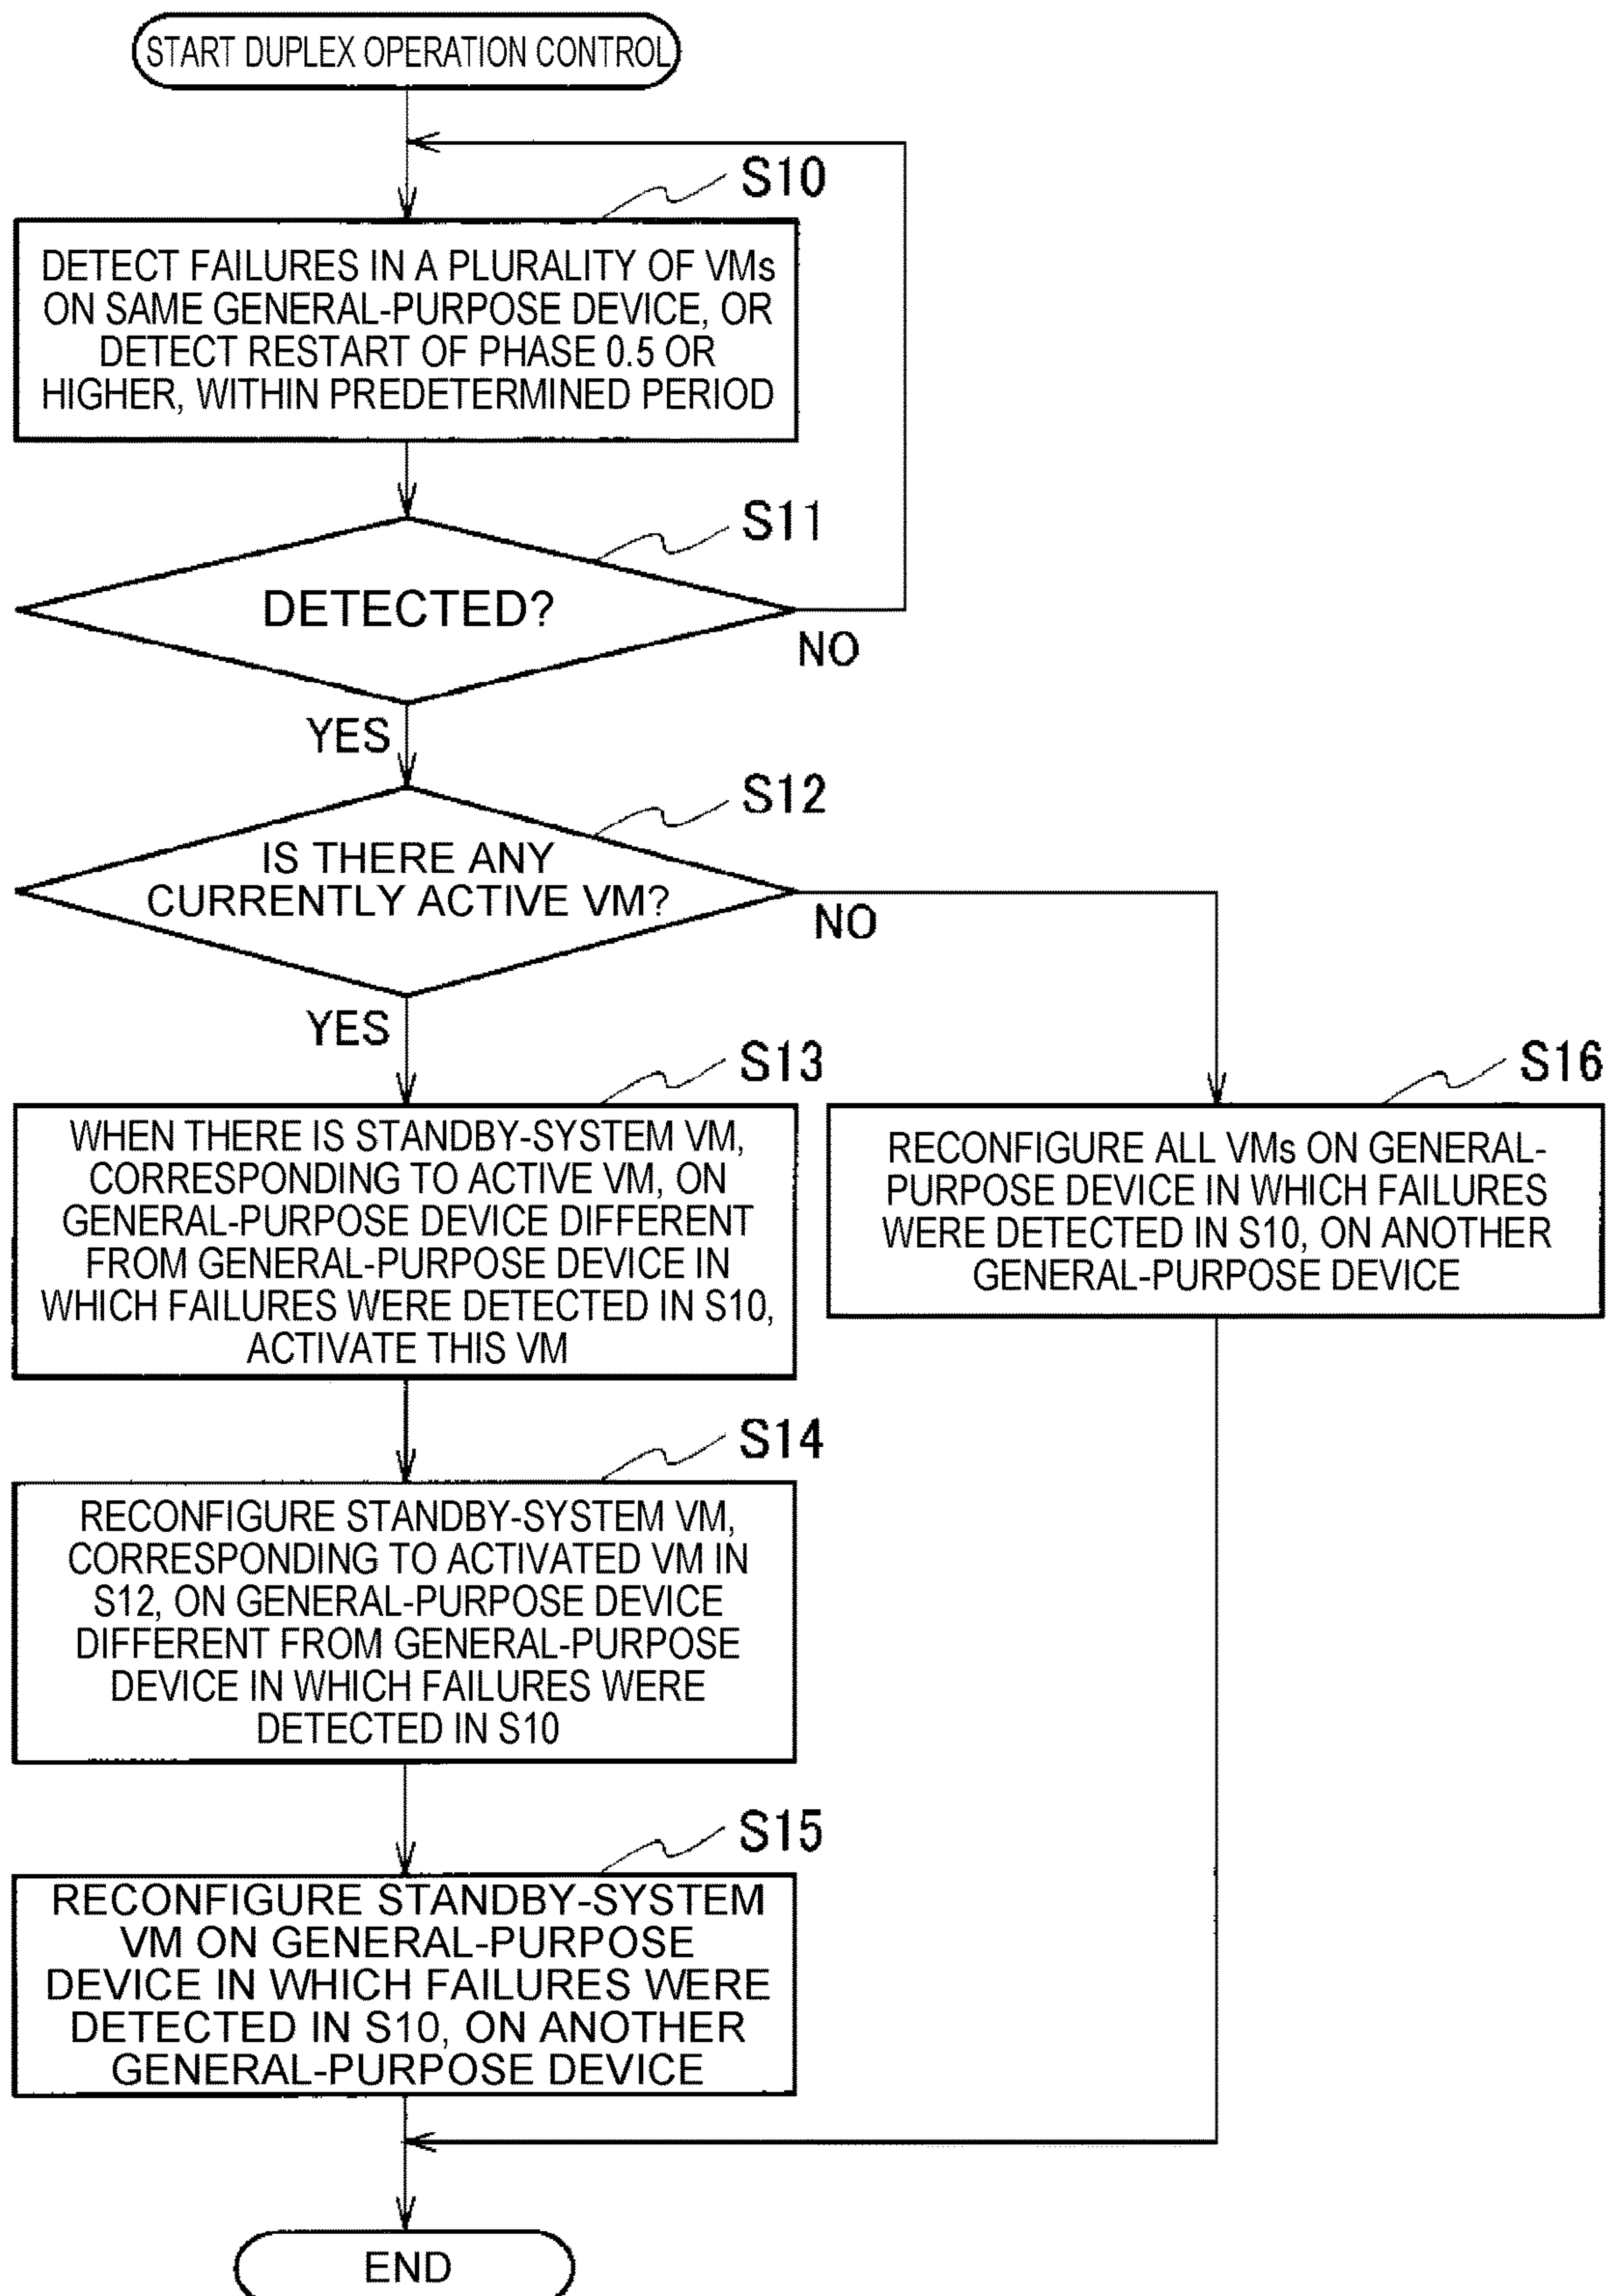 START DUPLEX OPERATION CONTROL
S10
DETECT FAILURES IN A PLURALITY OF VMs
ON SAME GENERAL-PURPOSE DEVICE, OR
DETECT RESTART OF PHASE 0.5 OR
HIGHER, WITHIN PREDETERMINED PERIOD
S11
DETECTED?
NO
YES
S12
IS THERE ANY
CURRENTLY ACTIVE VM?
NO
YES
S13
WHEN THERE IS STANDBY-SYSTEM VM,
CORRESPONDING TO ACTIVE VM, ON
GENERAL-PURPOSE DEVICE DIFFERENT
FROM GENERAL-PURPOSE DEVICE IN
WHICH FAILURES WERE DETECTED IN S10,
ACTIVATE THIS VM
S16
RECONFIGURE ALL VMs ON GENERAL-
PURPOSE DEVICE IN WHICH FAILURES
WERE DETECTED IN S10, ON ANOTHER
GENERAL-PURPOSE DEVICE
S14
RECONFIGURE STANDBY-SYSTEM VM,
CORRESPONDING TO ACTIVATED VM IN
S12, ON GENERAL-PURPOSE DEVICE
DIFFERENT FROM GENERAL-PURPOSE
DEVICE IN WHICH FAILURES WERE
DETECTED IN S10
S15
RECONFIGURE STANDBY-SYSTEM
VM ON GENERAL-PURPOSE
DEVICE IN WHICH FAILURES WERE
DETECTED IN S10, ON ANOTHER
GENERAL-PURPOSE DEVICE
END